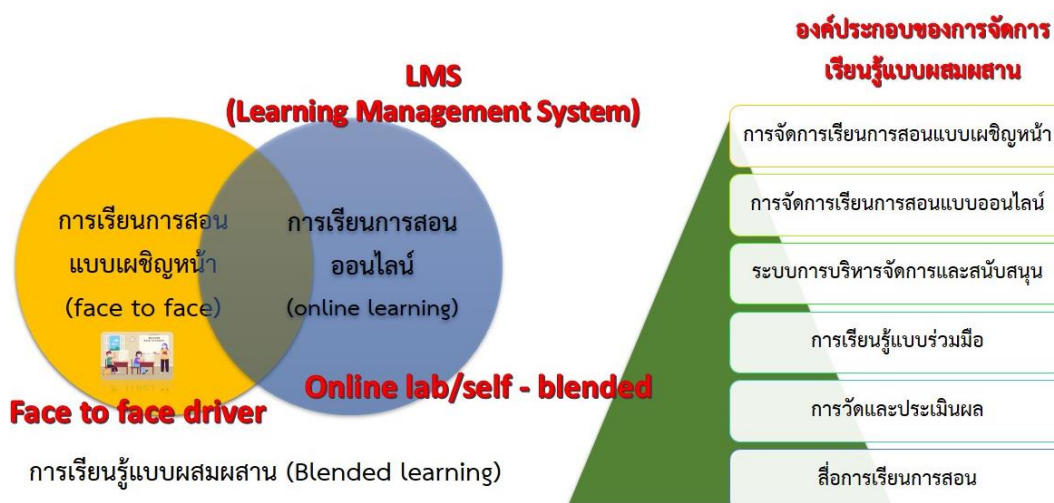 LMS
(Learning Management System)
การเรียนการสอน
แบบเผชิญหน้า
(face to face)
การเรียนการสอน
ออนไลน์
(online learning)
Online lab/self - blended
Face to face driver
การเรียนรู้แบบผสมผสาน (Blended learning)
องค์ประกอบของการจัดการ
เรียนรู้แบบผสมผสาน
การจัดการเรียนการสอนแบบเผชิญหน้า
การจัดการเรียนการสอนแบบออนไลน์
ระบบการบริหารจัดการและสนับสนุน
การเรียนรู้แบบร่วมมือ
การวัดและประเมินผล
สื่อการเรียนการสอน